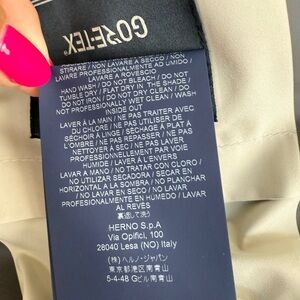 GORE-TEX
STIRARE / NON LAVARE A SECCO / NON
LAVARE PROFESSIONALMENTE AD UMIDO /
LAVARE A ROVESCIO
HAND WASH / DO NOT BLEACH / DO NOT
TUMBLE DRY / FLAT DRY IN THE SHADE /
DO NOT IRON / DO NOT DRY CLEAN / DO
NOT PROFESSIONALLY WET CLEAN / WASH
INSIDE OUT
LAVER À LA MAIN / NE PAS TRAITER AVEC
DU CHLORE / NE PAS UTILISER DE
SÉCHOIR À LINGE / SÉCHAGE À PLAT À
L'OMBRE / NE PAS REPASSER / NE PAS
NETTOYER À SEC / NE PAS LAVER
PROFESSIONNELLEMENT PAR VOIE
HUMIDE / LAVER À L'ENVERS
LAVAR A MANO / NO TRATAR CON CLORO /
NO UTILIZAR SECADORA / SECAR EN
HORIZONTAL A LA SOMBRA / NO PLANCHAR
/ NO LAVAR EN SECO / NO LAVAR
PROFESIONALMENTE EN HÚMEDO / LAVAR
AL REVÉS
裏返して洗う
HERNO S.p.A
Via Opifici, 100
28040 Lesa (NO) Italy
(株) ヘルノ・ジャパン
東京都港区南青山
5-4-48 Gビル南青山